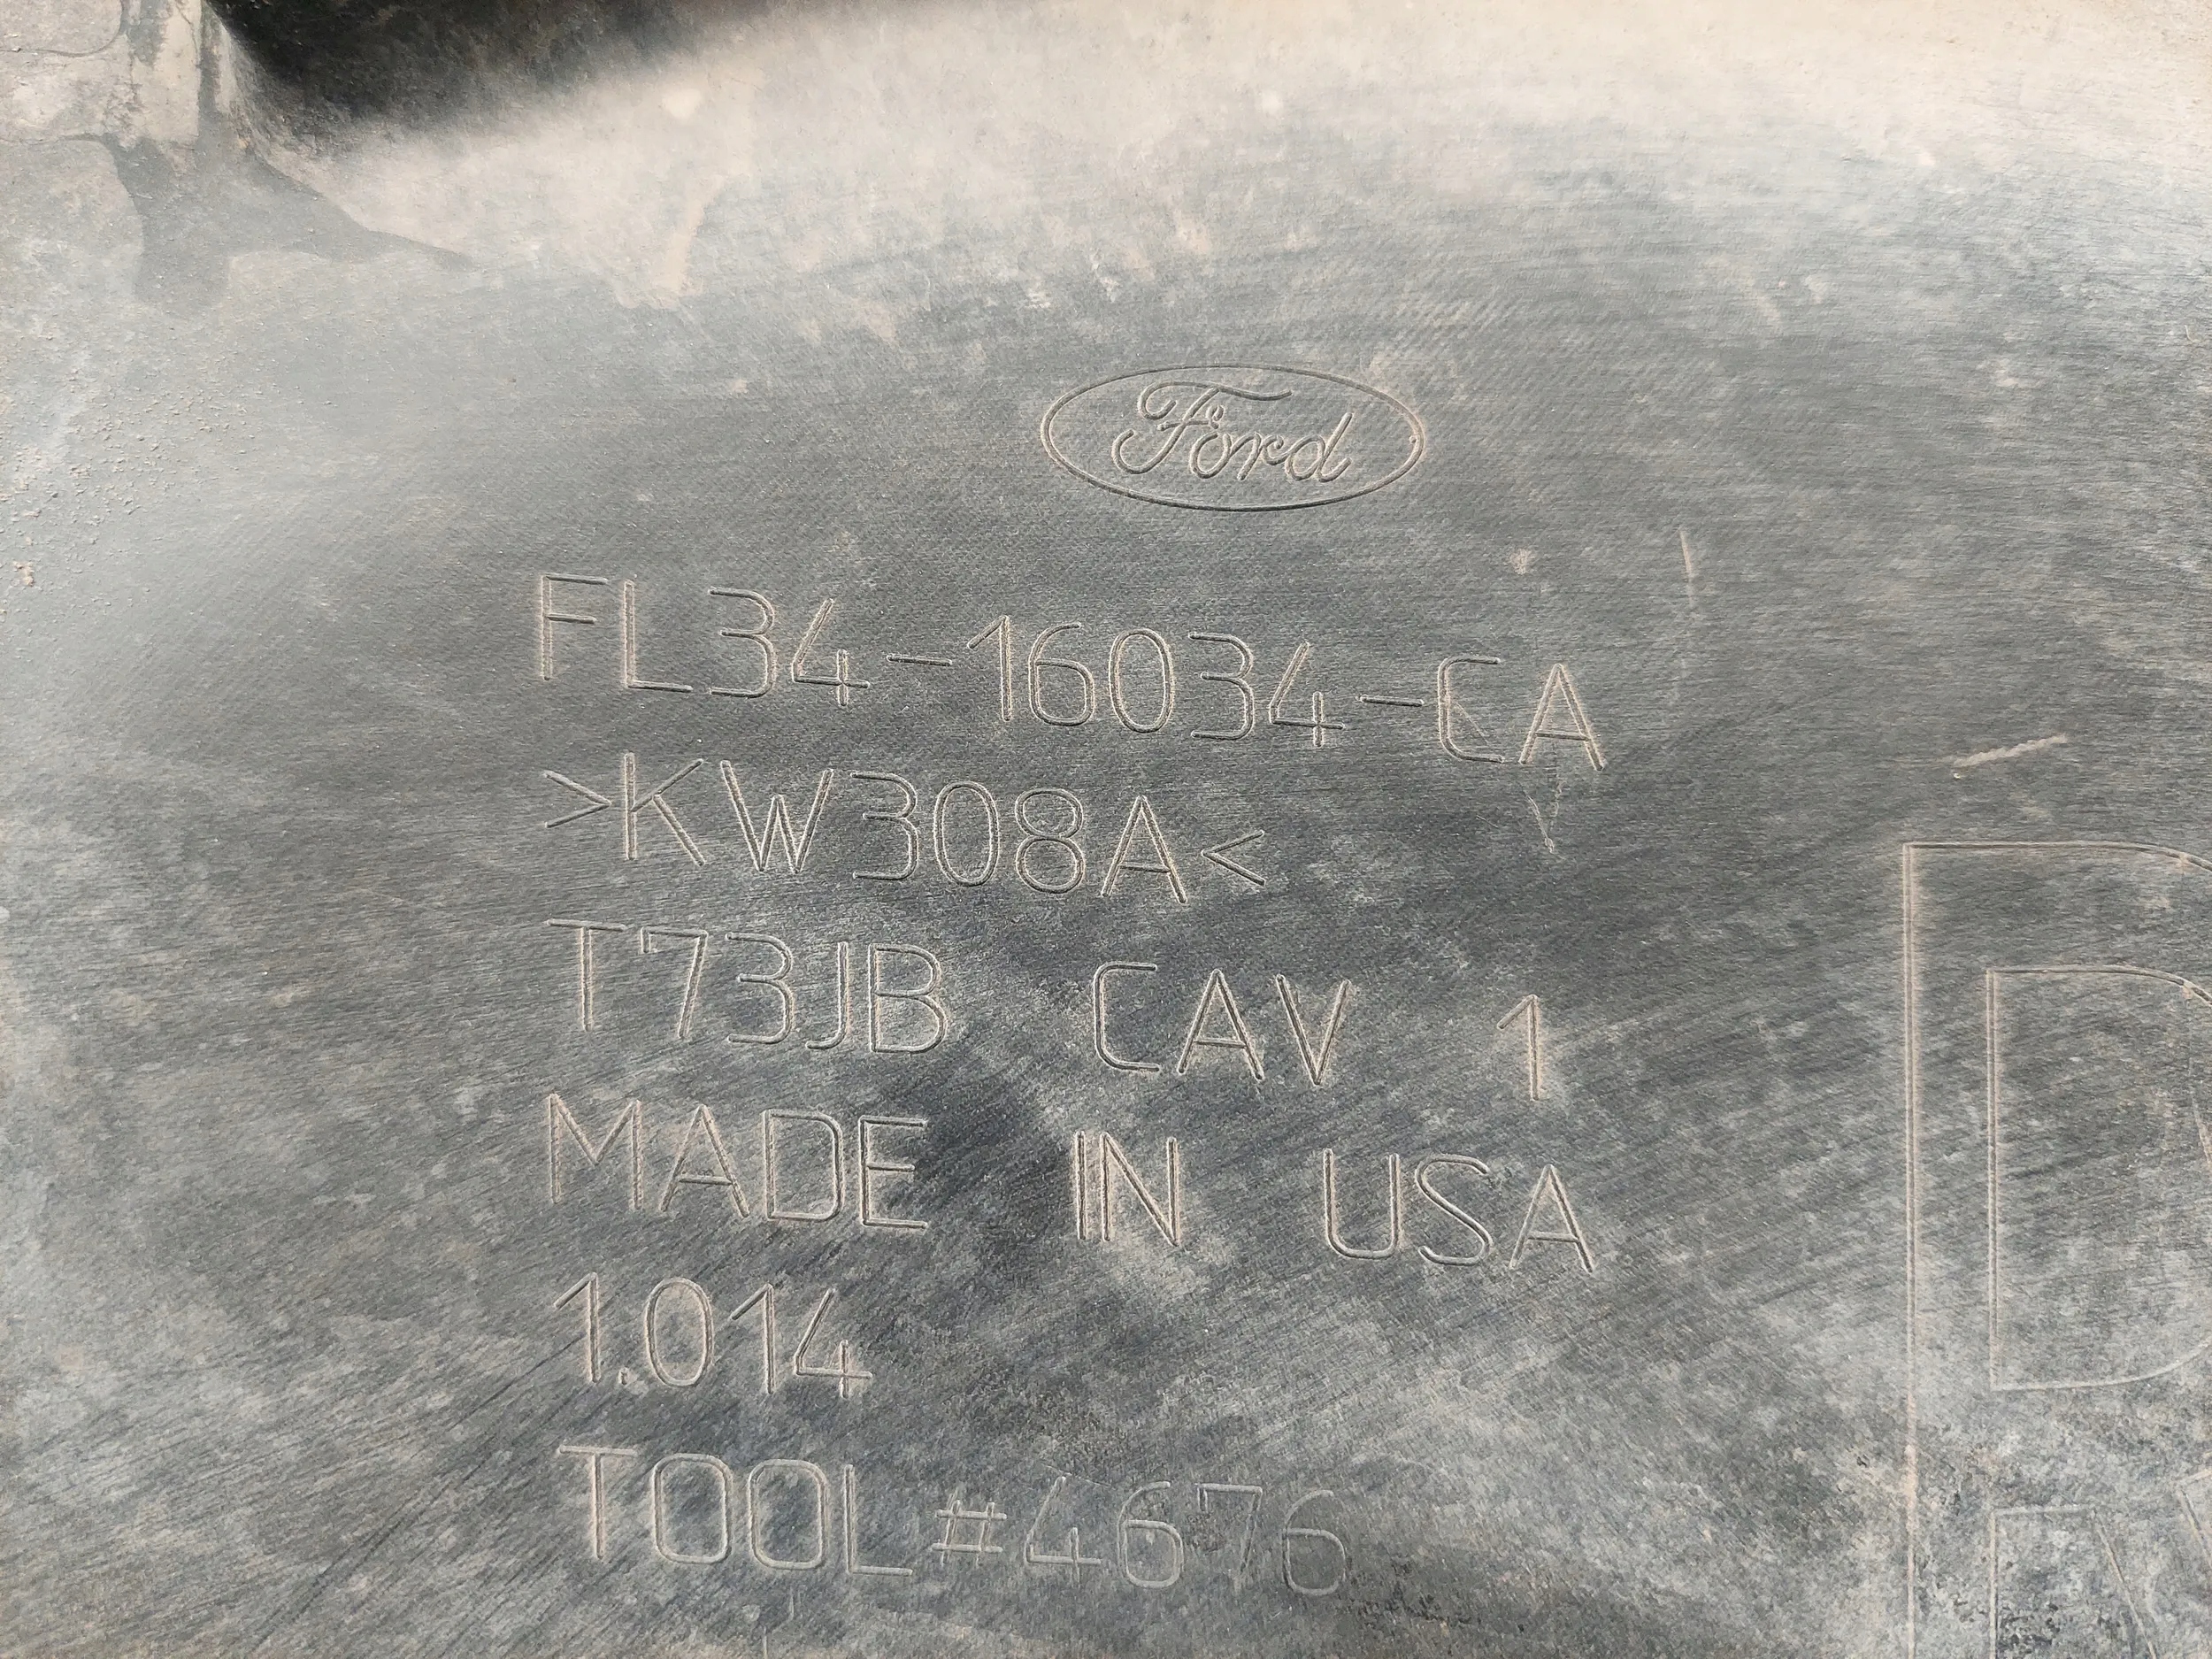 Ford
FL34-16034-CA
>KW308A<
T73JB CAV 1
MADE IN USA
1.014
TOOL#4676